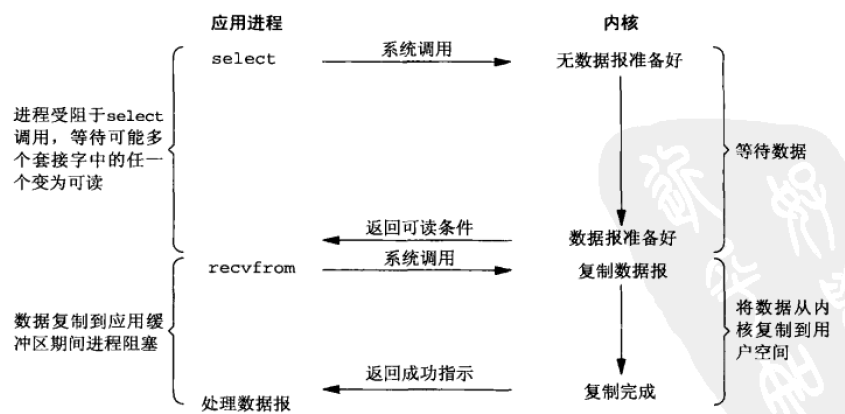 应用进程
内核
select
系统调用
无数据报准备好
进程受阻于select
调用，等待可能多
个套接字中的任一
个变为可读
等待数据
返回可读条件
数据报准备好
recvfrom
系统调用
复制数据报
数据复制到应用缓
冲区期间进程阻塞
将数据从内
核复制到用
户空间
返回成功指示
复制完成
处理数据报